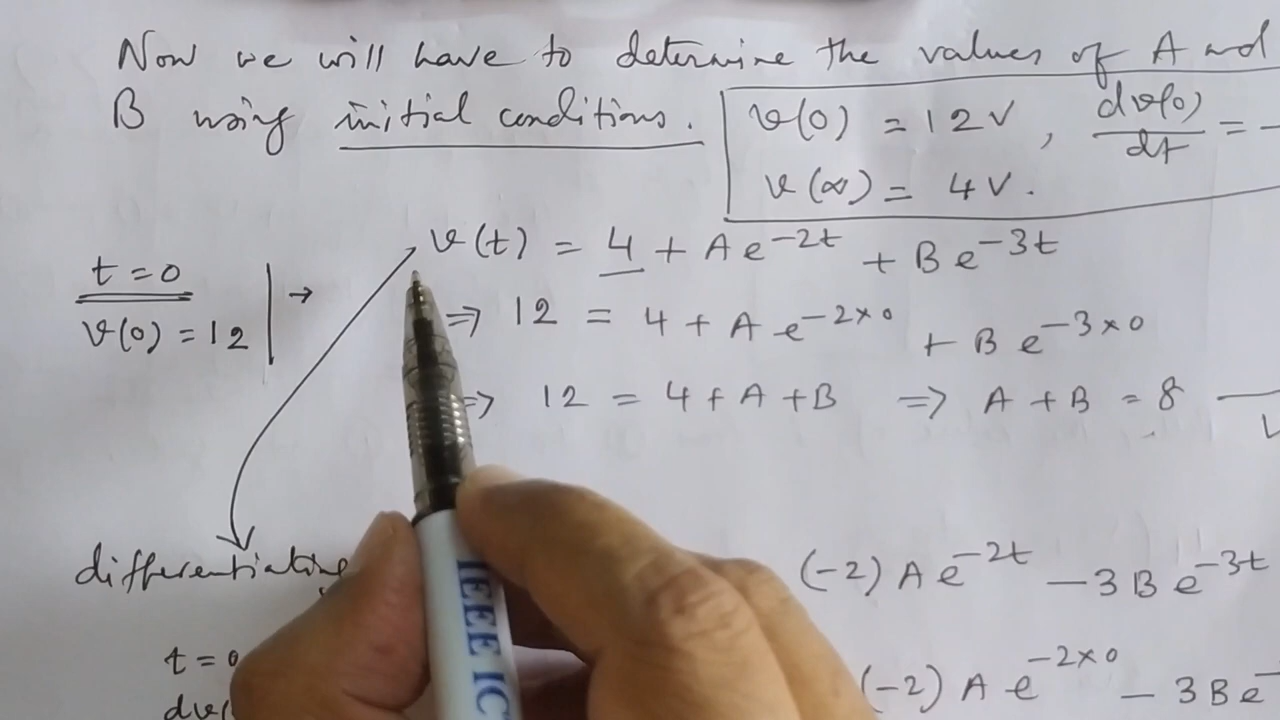 Now we will have to determine the values of A and
B using initial conditions.
v(0) = 12V , dv(0)/dt = -
v(∞) = 4V.
t=0
v(0) = 12
→
v(t) = 4 + Ae^-2t + Be^-3t
⇒ 12 = 4 + A e^-2×0 + B e^-3×0
⇒ 12 = 4 + A + B ⇒ A + B = 8
differentiating (-2) A e^-2t - 3 B e^-3t
t = 0 (-2) A e^-2×0 - 3 B e^-
IEEE IC